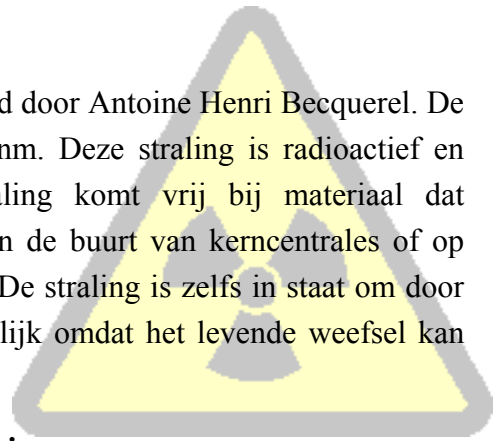 d door Antoine Henri Becquerel. De
nm. Deze straling is radioactief en
aling komt vrij bij materiaal dat
n de buurt van kerncentrales of op
De straling is zelfs in staat om door
lijk omdat het levende weefsel kan